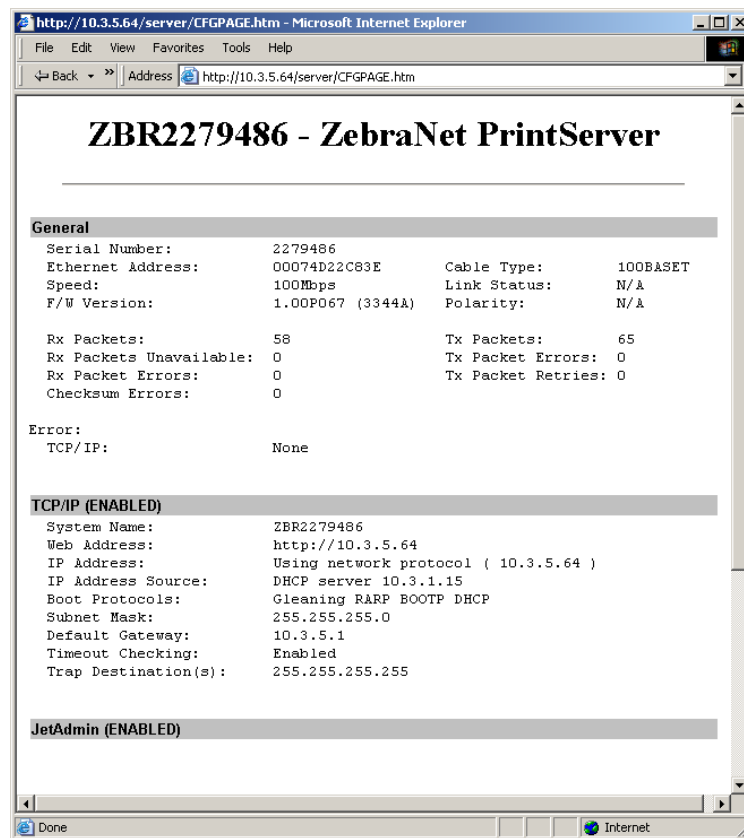 http://10.3.5.64/server/CFGPAGE.htm - Microsoft Internet Explorer
File Edit View Favorites Tools Help
Back » Address http://10.3.5.64/server/CFGPAGE.htm
ZBR2279486 - ZebraNet PrintServer
General
Serial Number: 2279486
Ethernet Address: 00074D22C83E Cable Type: 100BASET
Speed: 100Mbps Link Status: N/A
F/W Version: 1.00P067 (3344A) Polarity: N/A
Rx Packets: 58 Tx Packets: 65
Rx Packets Unavailable: 0 Tx Packet Errors: 0
Rx Packet Errors: 0 Tx Packet Retries: 0
Checksum Errors: 0
Error:
TCP/IP: None
TCP/IP (ENABLED)
System Name: ZBR2279486
Web Address: http://10.3.5.64
IP Address: Using network protocol ( 10.3.5.64 )
IP Address Source: DHCP server 10.3.1.15
Boot Protocols: Gleaning RARP BOOTP DHCP
Subnet Mask: 255.255.255.0
Default Gateway: 10.3.5.1
Timeout Checking: Enabled
Trap Destination(s): 255.255.255.255
JetAdmin (ENABLED)
Done Internet